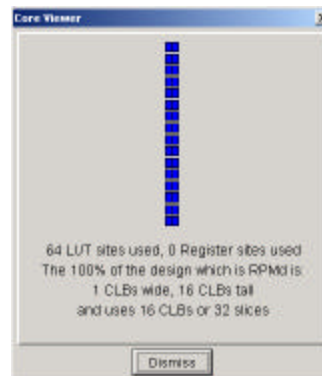 Core Viewer
64 LUT sites used, 0 Register sites used
The 100% of the design which is RPMd is:
1 CLBs wide, 16 CLBs tall
and uses 16 CLBs or 32 slices
Dismiss